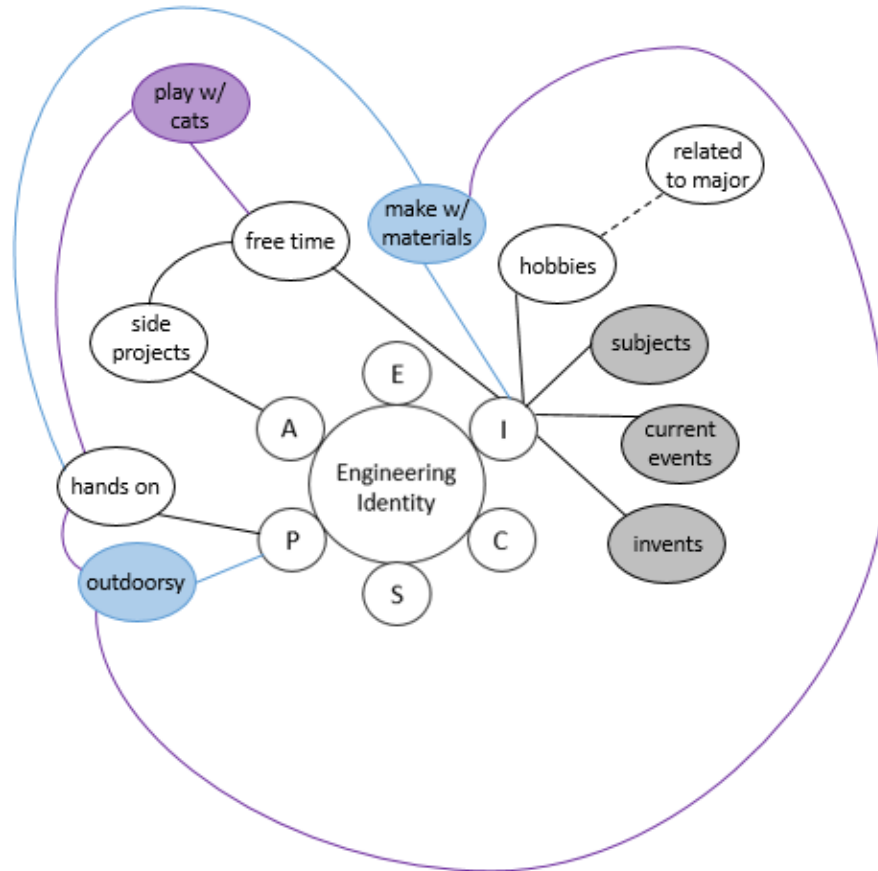 play w/
cats
related
to major
make w/
materials
free time
hobbies
side
projects
subjects
E
A
I
current
events
Engineering
Identity
hands on
P
C
invents
outdoorsy
S